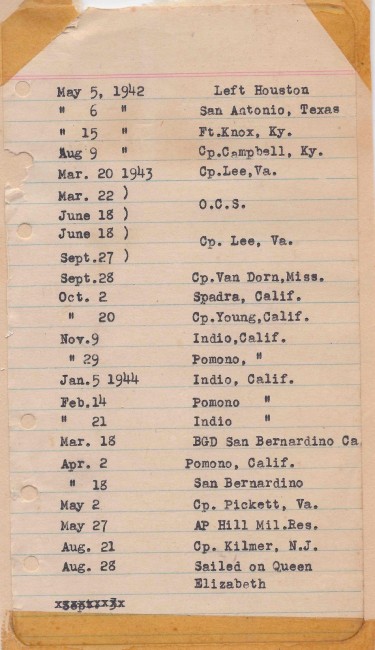 May 5, 1942 Left Houston
" 6 " San Antonio, Texas
" 15 " Ft.Knox, Ky.
Aug 9 " Cp.Campbell, Ky.
Mar. 20 1943 Cp.Lee,Va.
Mar. 22 )
June 18 ) O.C.S.
June 18 )
Sept.27 ) Cp. Lee, Va.
Sept.28 Cp.Van Dorn,Miss.
Oct. 2 Spadra, Calif.
" 20 Cp.Young,Calif.
Nov.9 Indio,Calif.
" 29 Pomono, "
Jan.5 1944 Indio, Calif.
Feb.14 Pomono "
" 21 Indio "
Mar. 18 BGD San Bernardino Ca
Apr. 2 Pomono, Calif.
" 18 San Bernardino
May 2 Cp. Pickett, Va.
May 27 AP Hill Mil.Res.
Aug. 21 Cp. Kilmer, N.J.
Aug. 28 Sailed on Queen
Elizabeth